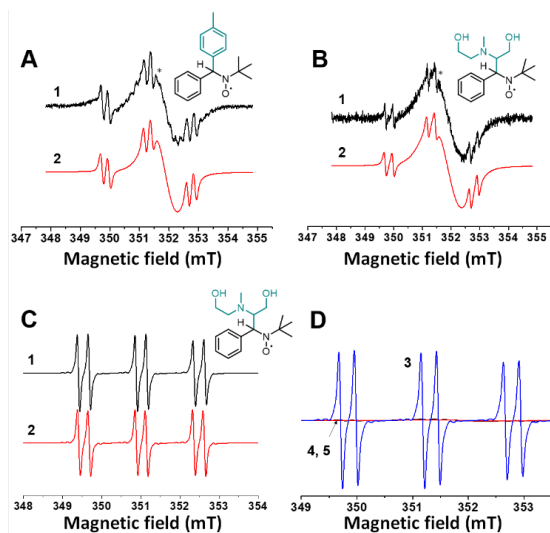 A
H
N
O
*
1
2
347 348 349 350 351 352 353 354 355
Magnetic field (mT)
B
OH
OH
N
H
N
O
*
1
2
347 348 349 350 351 352 353 354 355
Magnetic field (mT)
C
OH
OH
N
H
N
O
1
2
348 349 350 351 352 353 354
Magnetic field (mT)
D
3
4, 5
349 350 351 352 353
Magnetic field (mT)